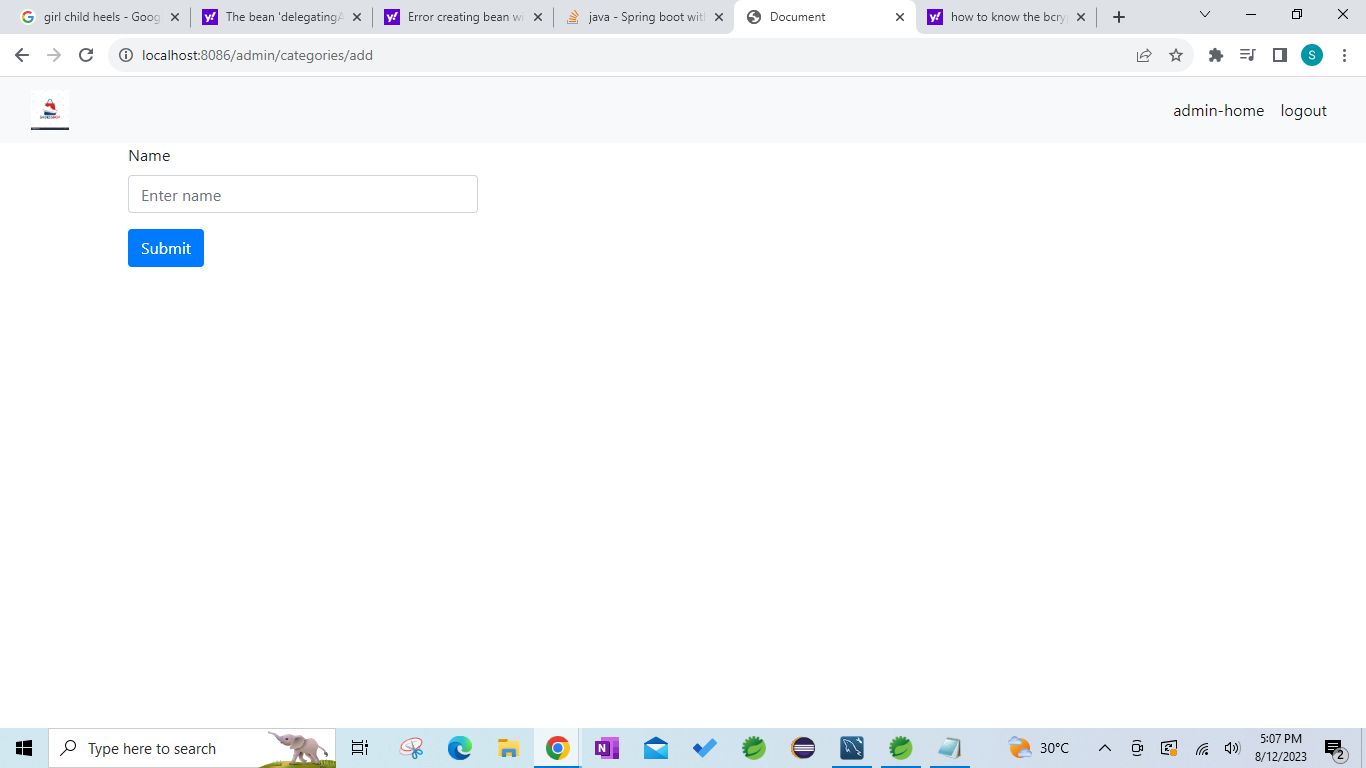 girl child heels - Goog
The bean 'delegatingA
Error creating bean wi
java - Spring boot with
Document
how to know the bcryp
localhost:8086/admin/categories/add
S
admin-home
logout
Name
Enter name
Submit
Type here to search
30°C
5:07 PM
8/12/2023
2